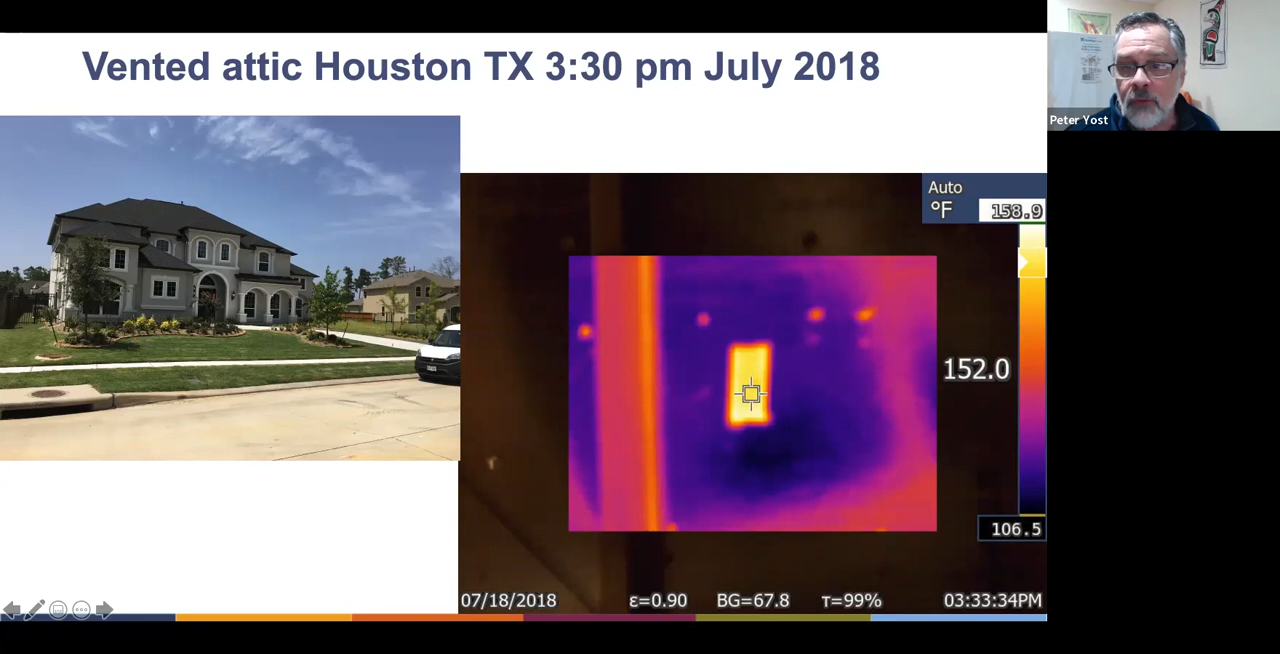 Vented attic Houston TX 3:30 pm July 2018
Peter Yost
Auto
°F
158.9
152.0
106.5
07/18/2018 ε=0.90 BG=67.8 τ=99% 03:33:34PM